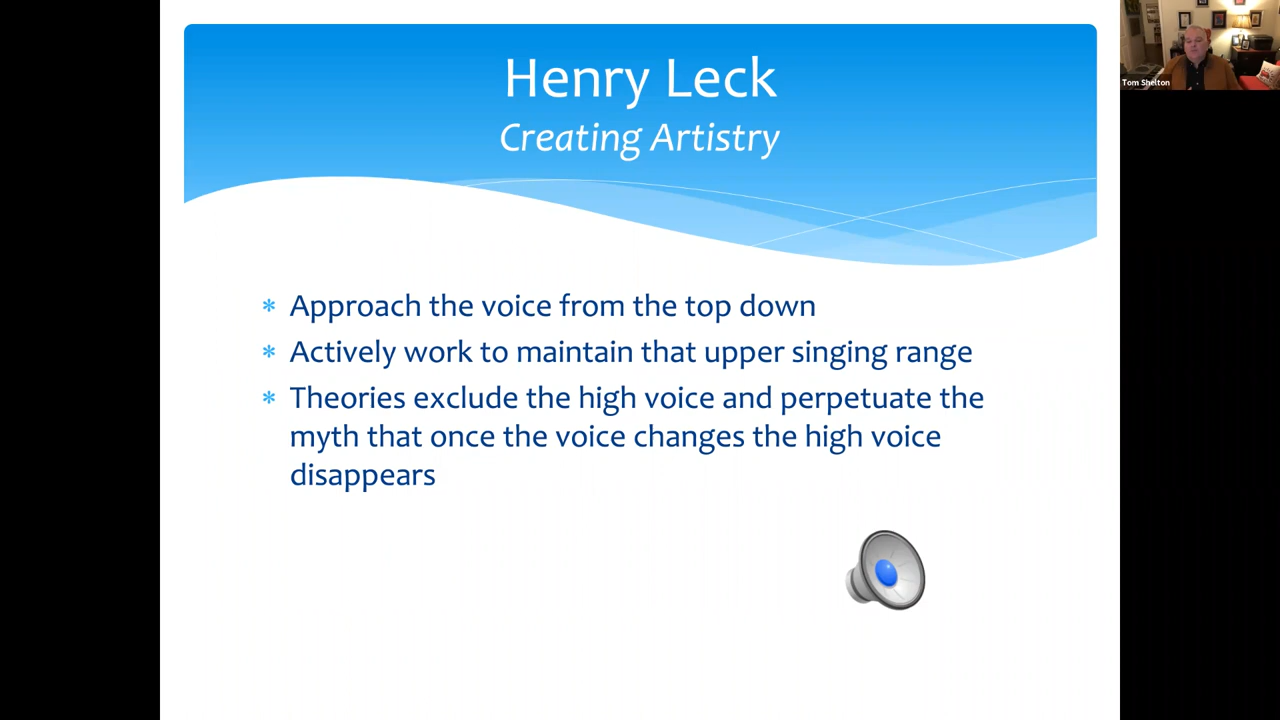 Henry Leck
Creating Artistry
Tom Shelton
* Approach the voice from the top down
* Actively work to maintain that upper singing range
* Theories exclude the high voice and perpetuate the
myth that once the voice changes the high voice
disappears